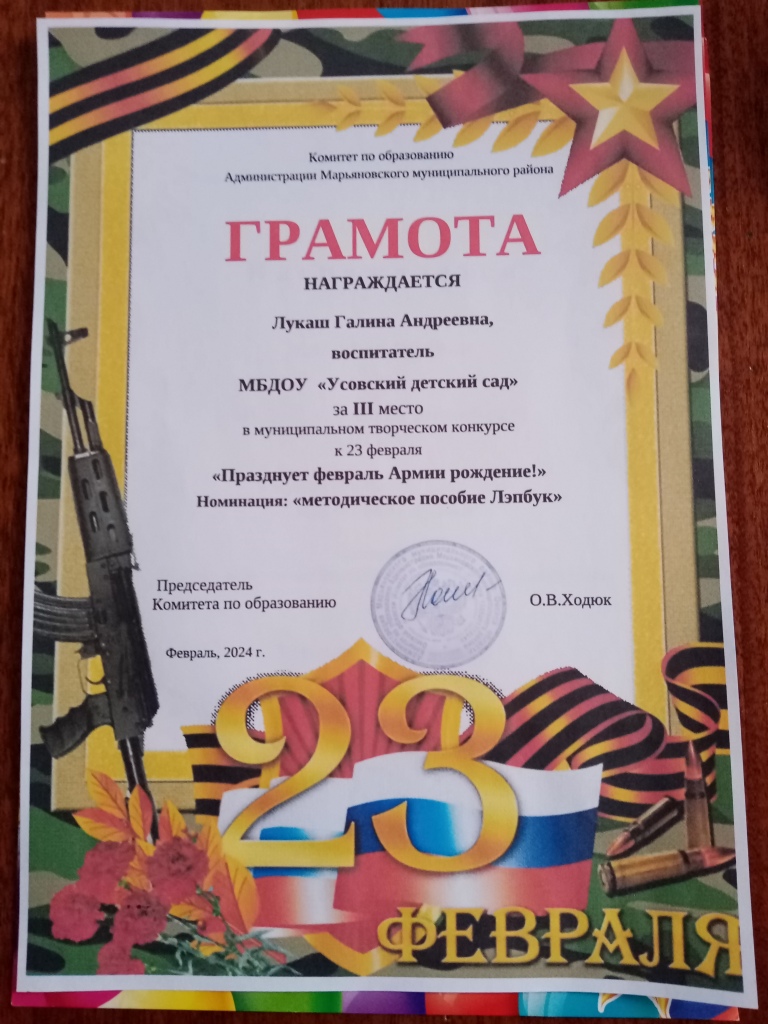 Комитет по образованию
Администрации Марьяновского муниципального района
ГРАМОТА
НАГРАЖДАЕТСЯ
Лукаш Галина Андреевна,
воспитатель
МБДОУ «Усовский детский сад»
за III место
в муниципальном творческом конкурсе
к 23 февраля
«Празднует февраль Армии рождение!»
Номинация: «методическое пособие Лэпбук»
Председатель
Комитета по образованию
О.В.Ходюк
Февраль, 2024 г.
23
ФЕВРАЛЯ